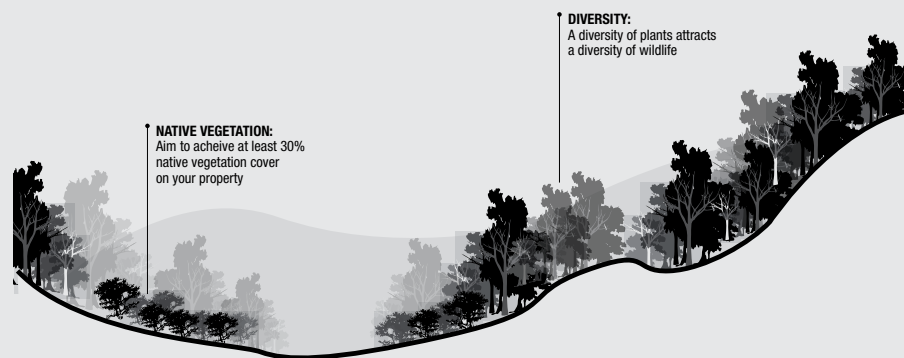 DIVERSITY:
A diversity of plants attracts
a diversity of wildlife
NATIVE VEGETATION:
Aim to acheive at least 30%
native vegetation cover
on your property